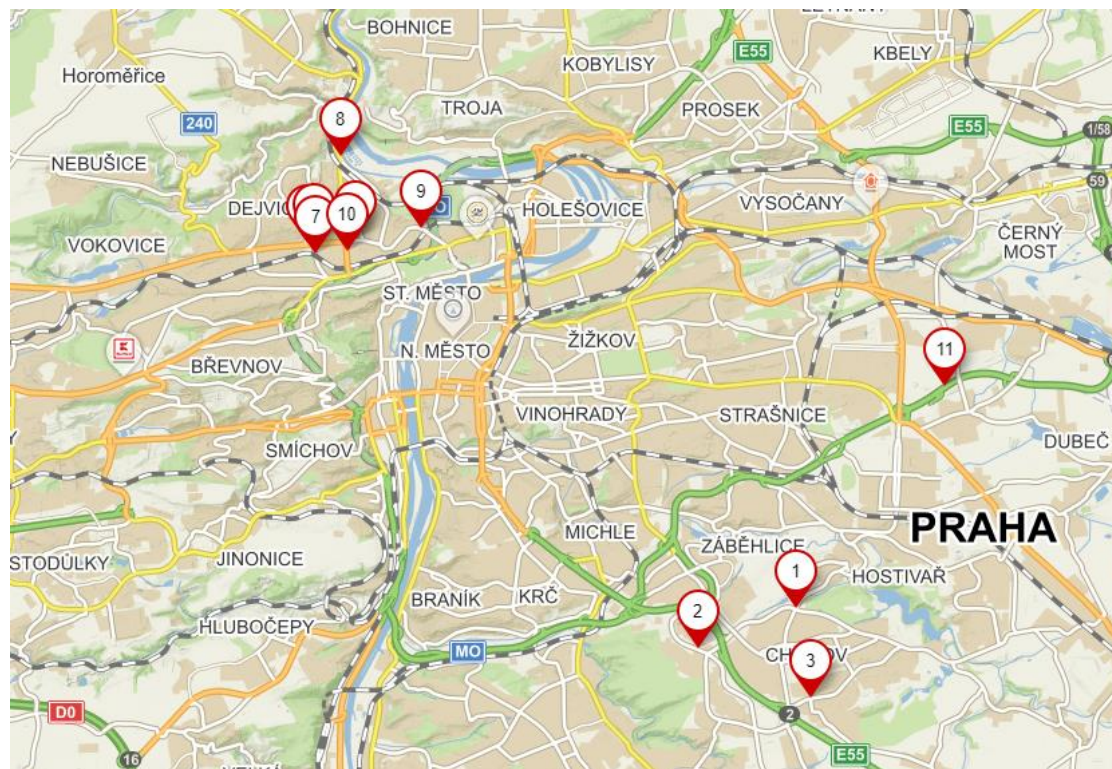 BOHNICE
KOBYLISY
E55
KBELY
Horoměřice
TROJA
PROSEK
240
8
E55
1/58
NEBUŠICE
59
9
7
10
HOLEŠOVICE
VYSOČANY
VOKOVICE
ČERNÝ
MOST
ST. MĚSTO
ŽIŽKOV
N. MĚSTO
BŘEVNOV
11
VINOHRADY
STRAŠNICE
SMÍCHOV
DUBEČ
MICHLE
PRAHA
STODŮLKY
JINONICE
ZÁBĚHLICE
1
HOSTIVAŘ
BRANÍK
KRČ
2
HLUBOČEPY
MO
3
D0
2
16
E55